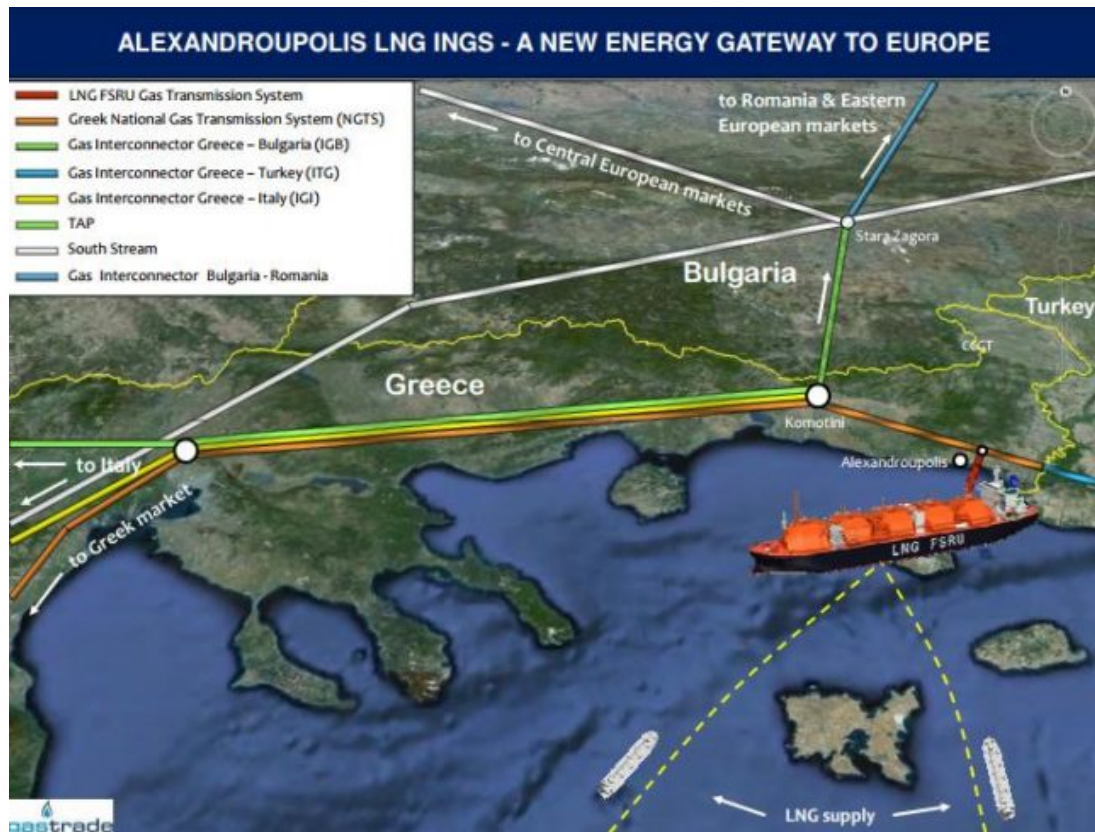 ALEXANDROUPOLIS LNG INGS - A NEW ENERGY GATEWAY TO EUROPE
LNG FSRU Gas Transmission System
Greek National Gas Transmission System (NGTS)
Gas Interconnector Greece – Bulgaria (IGB)
Gas Interconnector Greece – Turkey (ITG)
Gas Interconnector Greece – Italy (IGI)
TAP
South Stream
Gas Interconnector Bulgaria - Romania
to Romania & Eastern
European markets
to Central European markets
Stara Zagora
Bulgaria
Turkey
CCGT
Greece
Komotini
to Italy
Alexandroupolis
to Greek market
LNG FSRU
LNG supply
gastrade